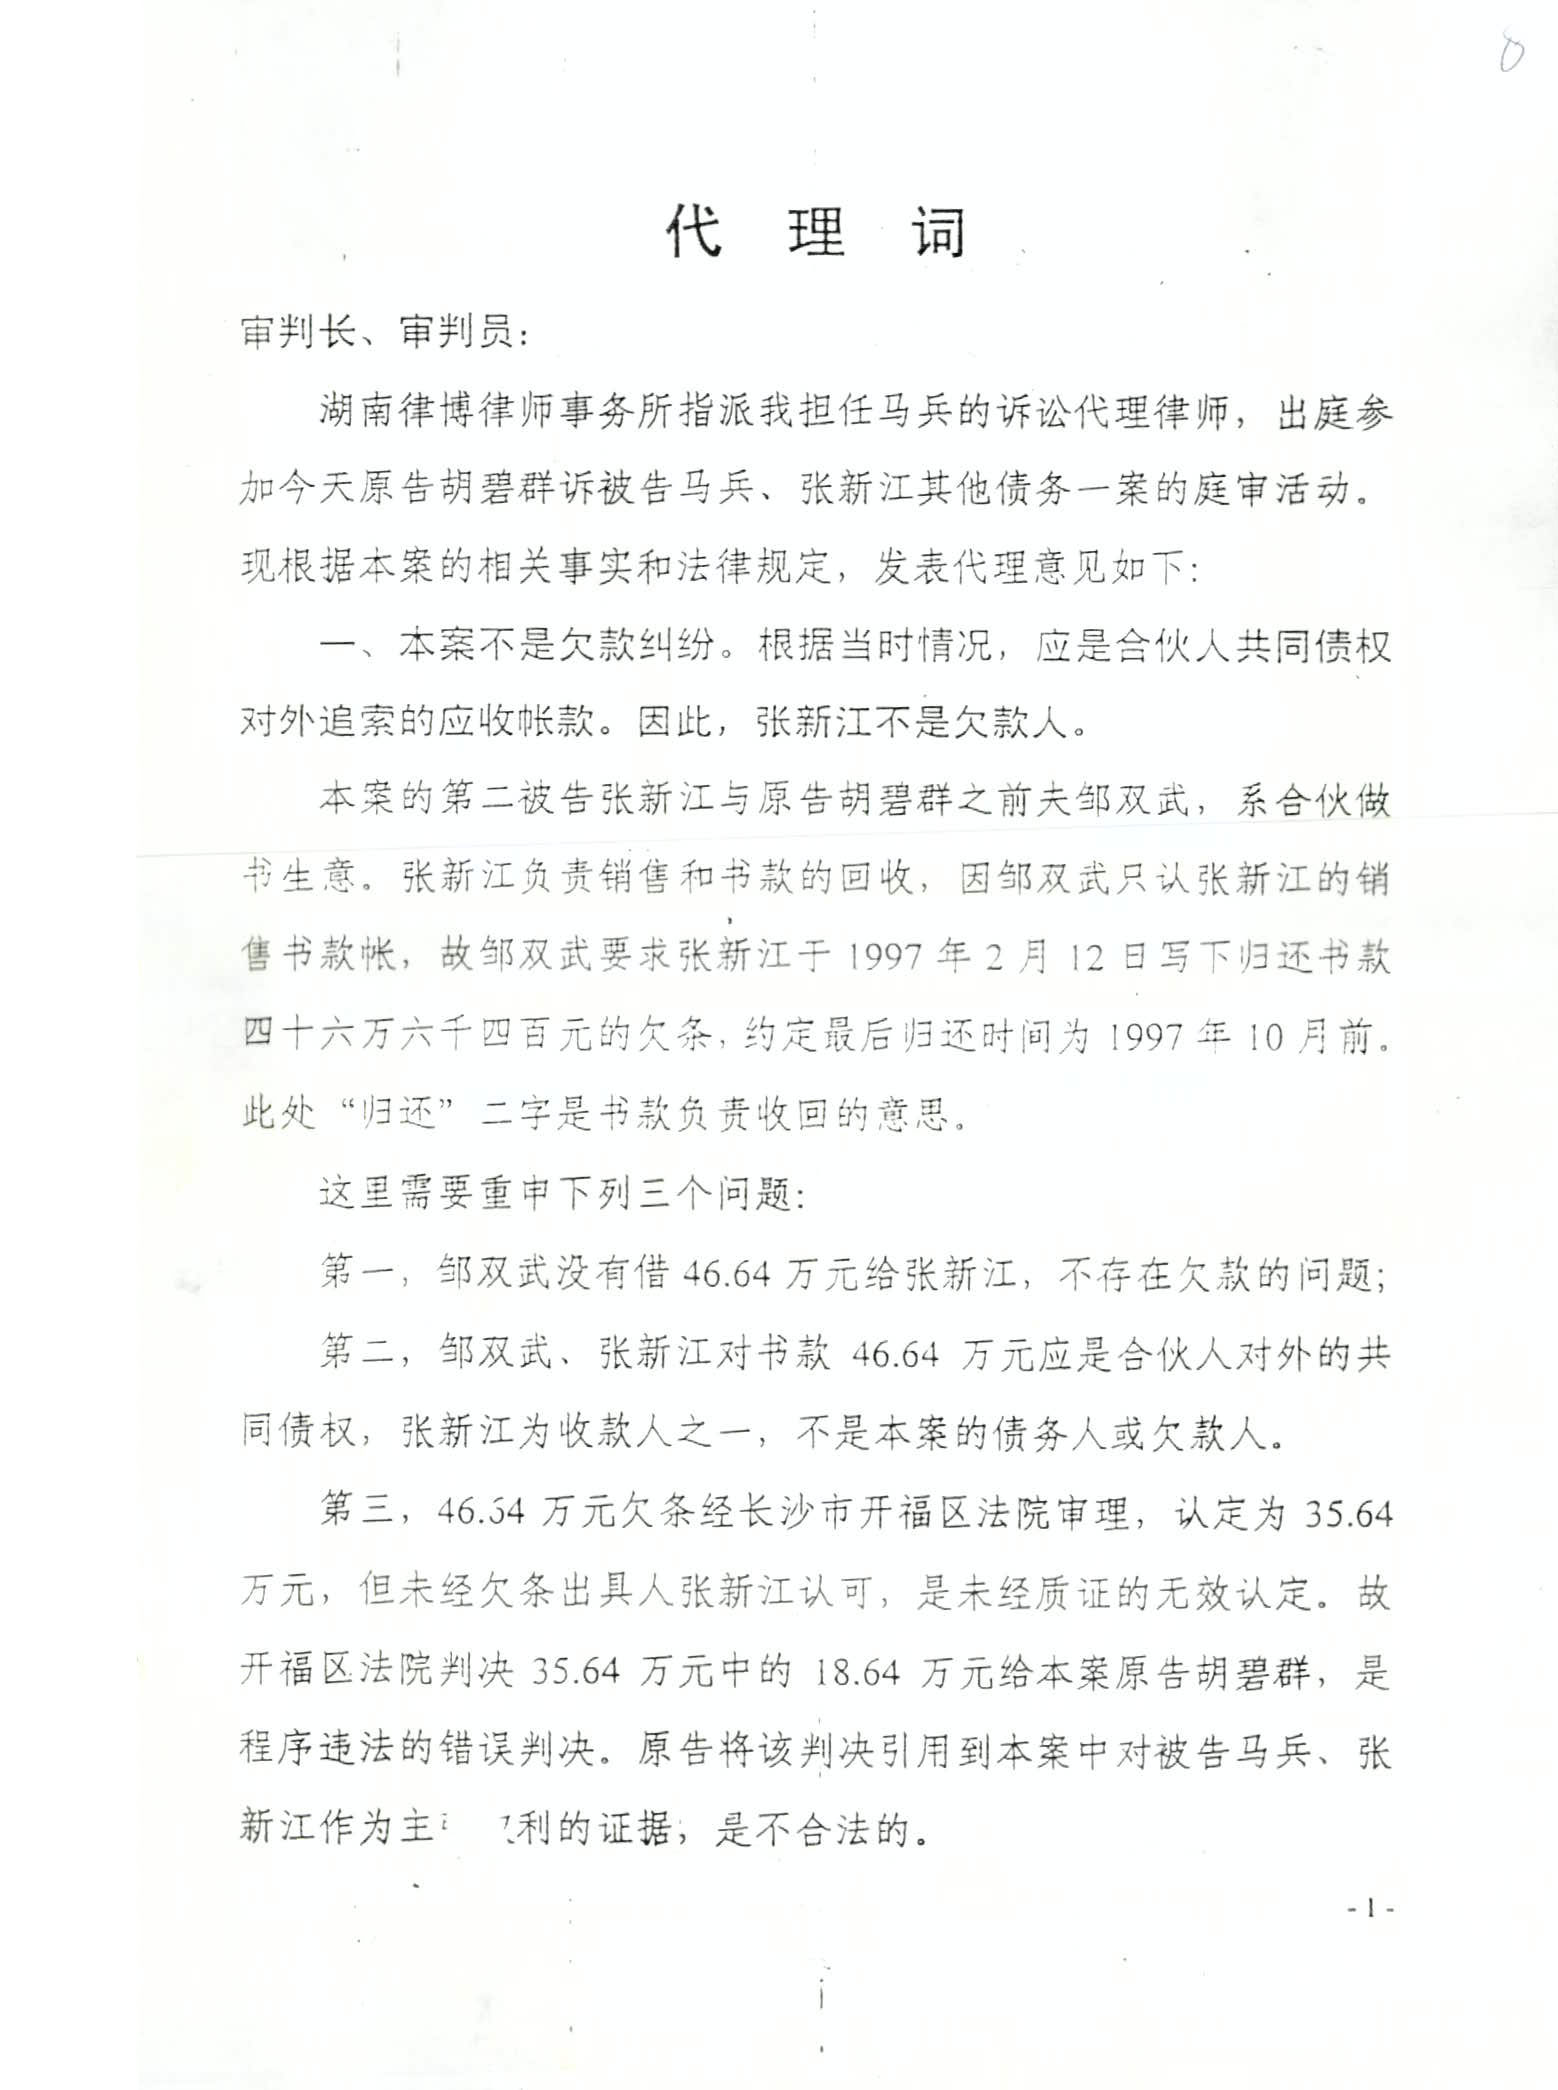 代理词
审判长、审判员：
湖南律博律师事务所指派我担任马兵的诉讼代理律师，出庭参
加今天原告胡碧群诉被告马兵、张新江其他债务一案的庭审活动。
现根据本案的相关事实和法律规定，发表代理意见如下：
一、本案不是欠款纠纷。根据当时情况，应是合伙人共同债权
对外追索的应收帐款。因此，张新江不是欠款人。
本案的第二被告张新江与原告胡碧群之前夫邹双武，系合伙做
书生意。张新江负责销售和书款的回收，因邹双武只认张新江的销
售书款帐，故邹双武要求张新江于 1997 年 2 月 12 日写下归还书款
四十六万六千四百元的欠条，约定最后归还时间为 1997 年 10 月前。
此处“归还”二字是书款负责收回的意思。
这里需要重申下列三个问题：
第一，邹双武没有借 46.64 万元给张新江，不存在欠款的问题；
第二，邹双武、张新江对书款 46.64 万元应是合伙人对外的共
同债权，张新江为收款人之一，不是本案的债务人或欠款人。
第三，46.64 万元欠条经长沙市开福区法院审理，认定为 35.64
万元，但未经欠条出具人张新江认可，是未经质证的无效认定。故
开福区法院判决 35.64 万元中的 18.64 万元给本案原告胡碧群，是
程序违法的错误判决。原告将该判决引用到本案中对被告马兵、张
新江作为主 利的证据，是不合法的。
- 1 -